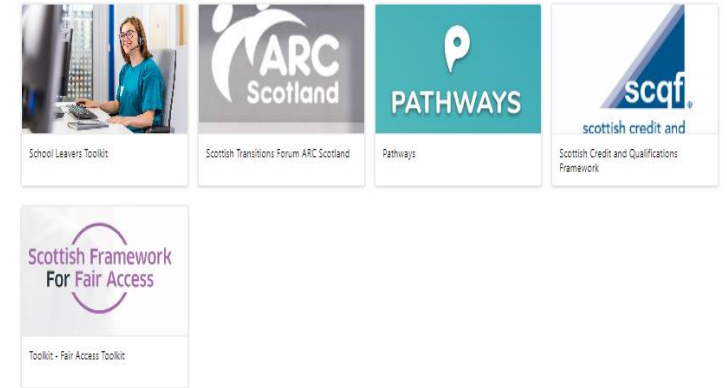 ARC
Scotland
PATHWAYS
scqf
scottish credit and
School Leavers Toolkit
Scottish Transitions Forum ARC Scotland
Pathways
Scottish Credit and Qualifications
Framework
Scottish Framework
For Fair Access
Toolkit - Fair Access Toolkit